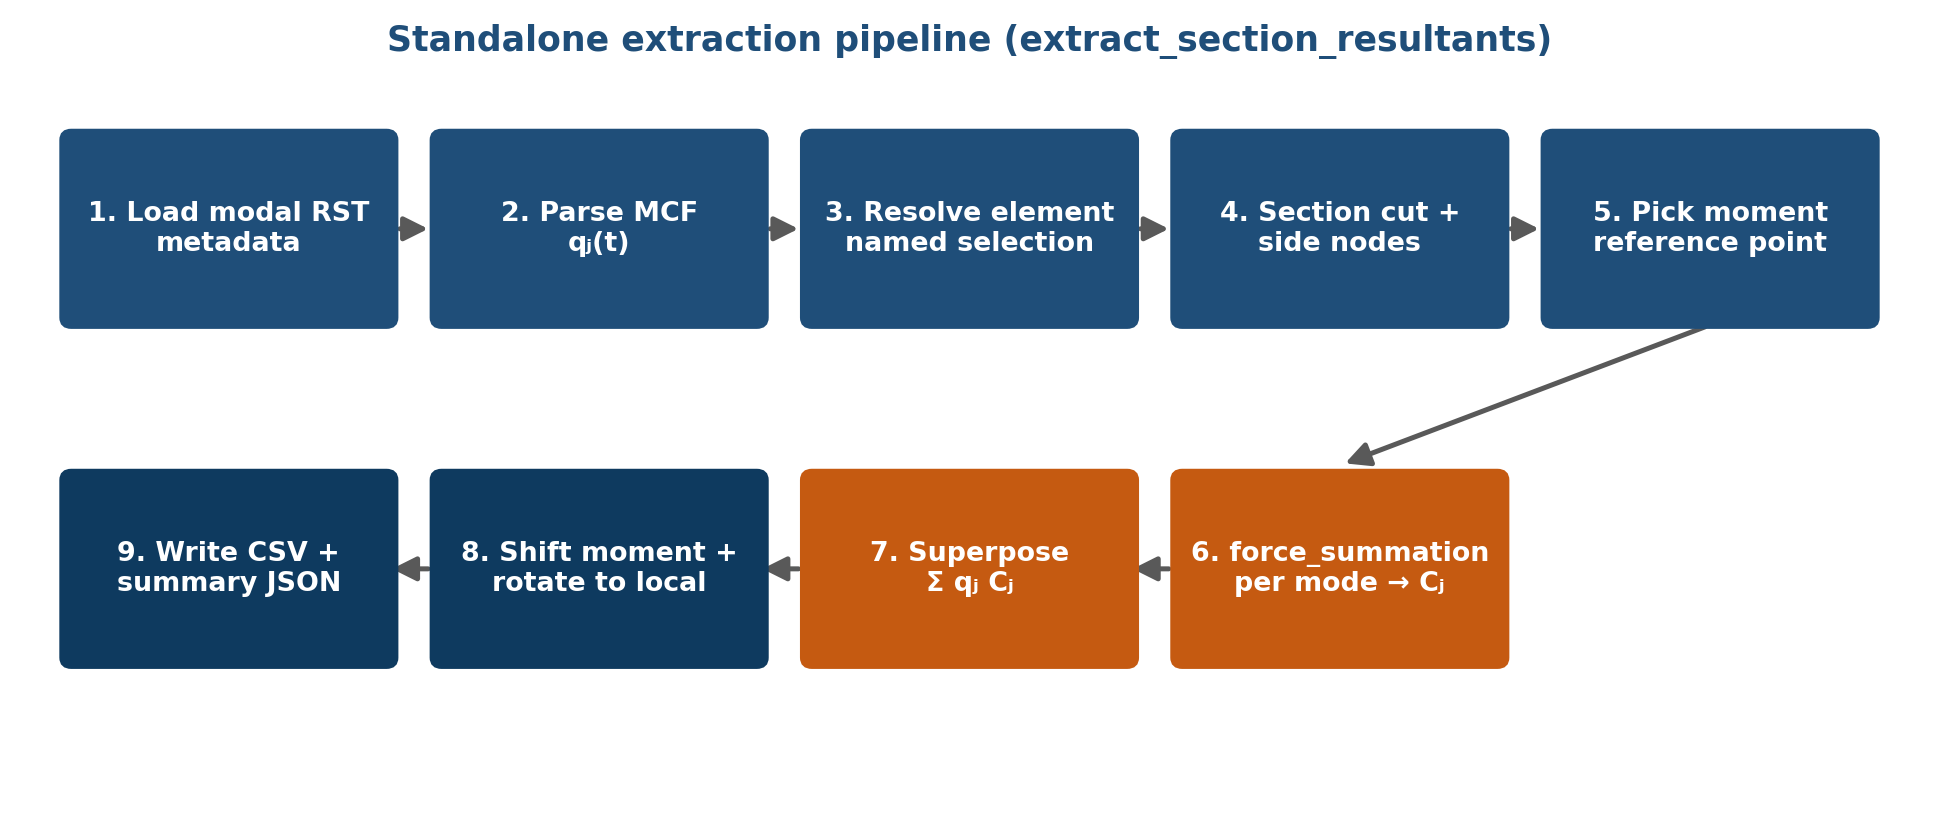 Standalone extraction pipeline (extract_section_resultants)
1. Load modal RST
metadata
2. Parse MCF
qⱼ(t)
3. Resolve element
named selection
4. Section cut +
side nodes
5. Pick moment
reference point
6. force_summation
per mode → Cⱼ
7. Superpose
Σ qⱼ Cⱼ
8. Shift moment +
rotate to local
9. Write CSV +
summary JSON